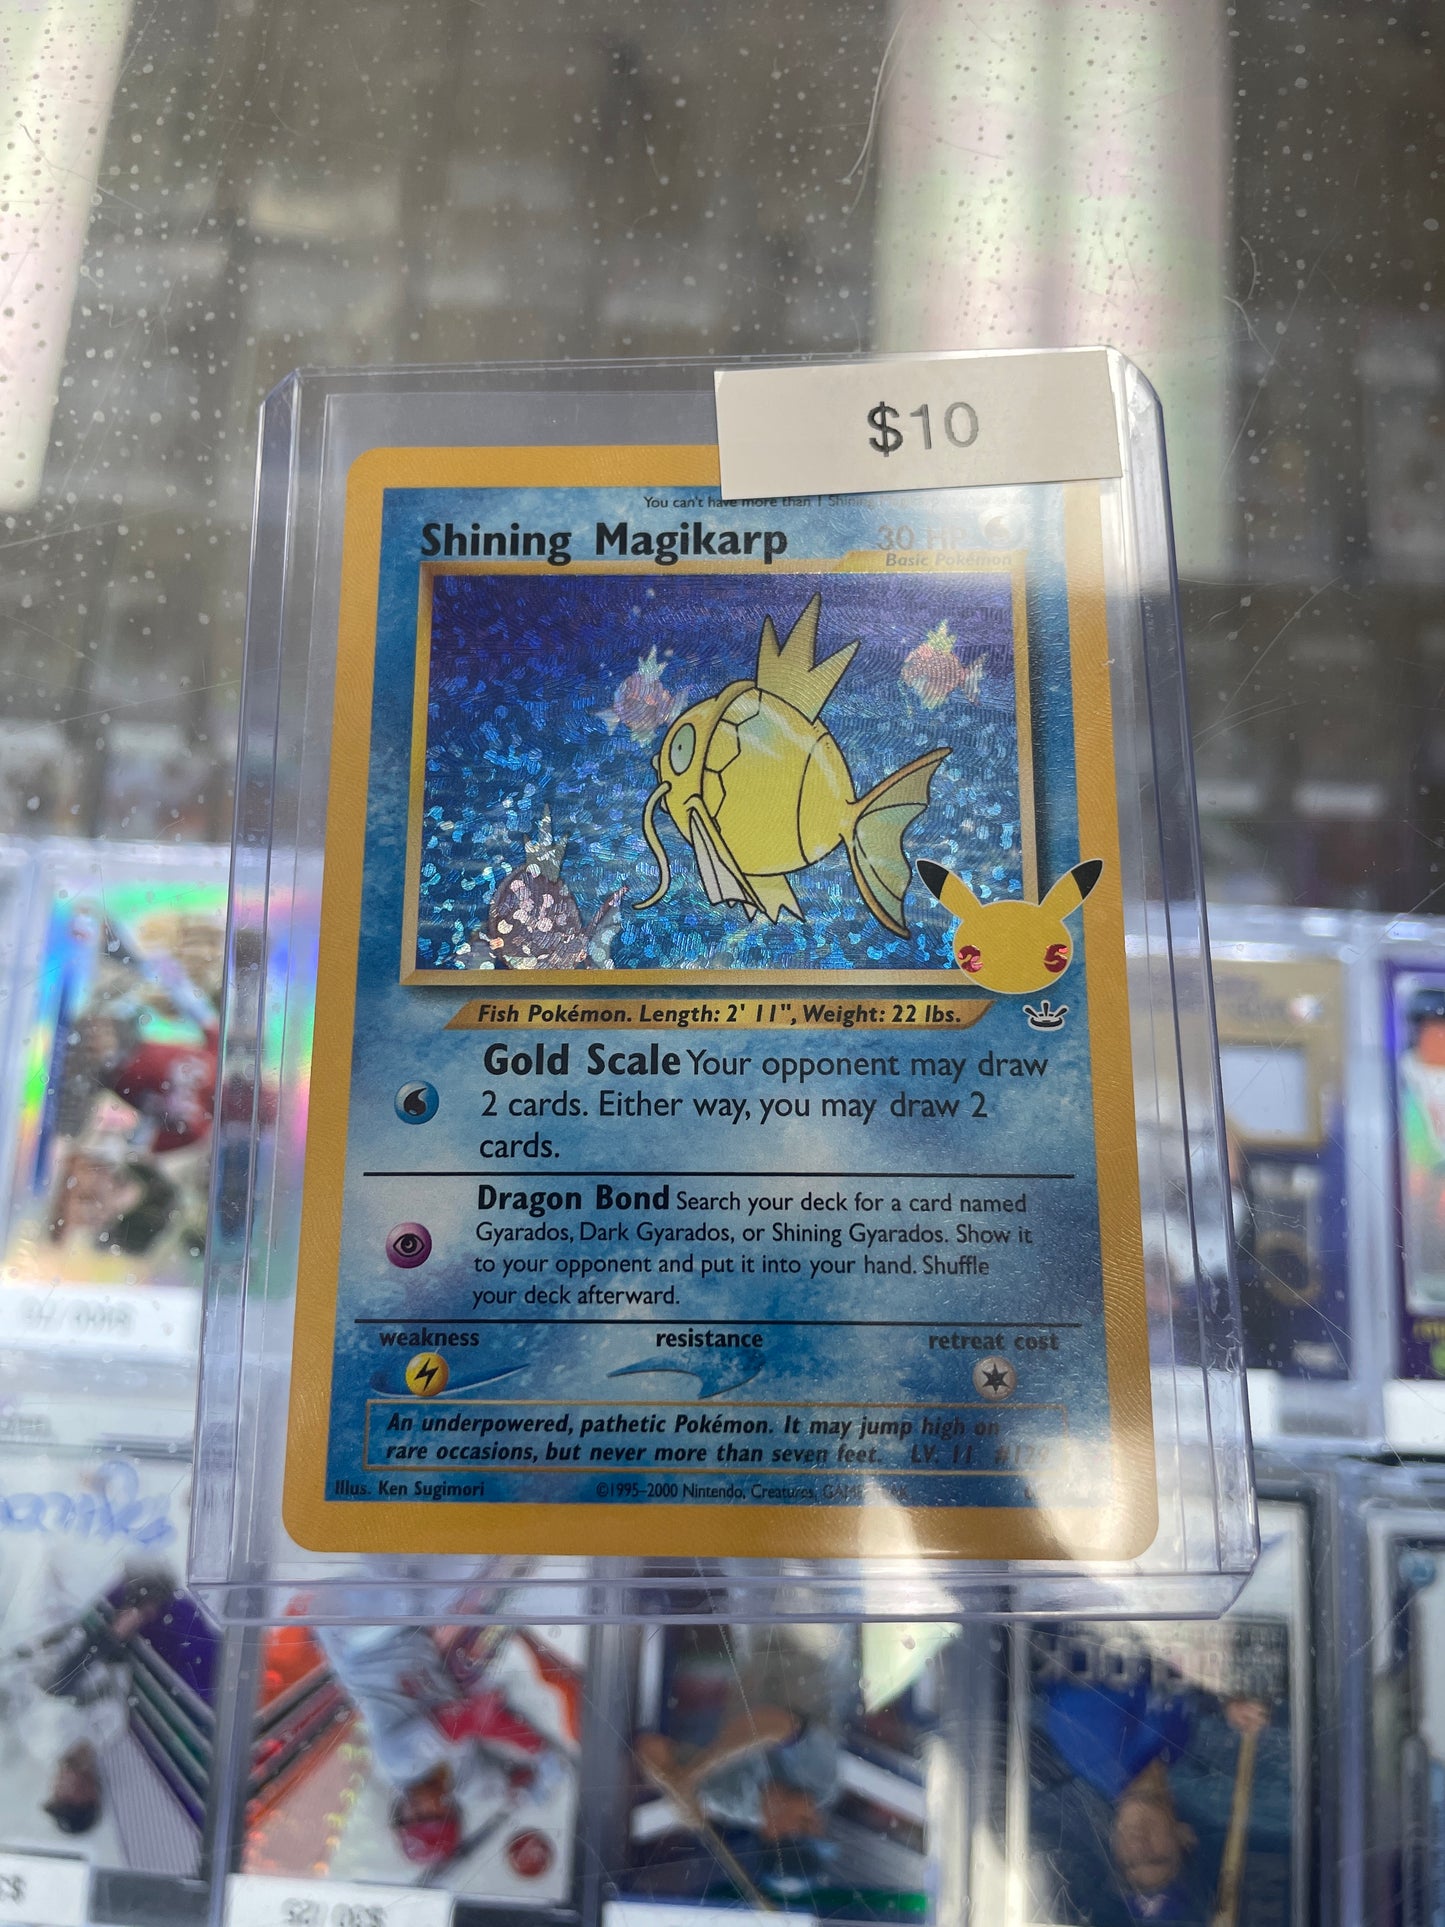 $10
You can't have more than 1 Shining
Shining Magikarp 30 HP
Basic Pokémon
Fish Pokémon. Length: 2' 11", Weight: 22 lbs.
Gold Scale Your opponent may draw
2 cards. Either way, you may draw 2
cards.
Dragon Bond Search your deck for a card named
Gyarados, Dark Gyarados, or Shining Gyarados. Show it
to your opponent and put it into your hand. Shuffle
your deck afterward.
weakness resistance retreat cost
An underpowered, pathetic Pokémon. It may jump high on
rare occasions, but never more than seven feet. LV. 11 #129
Illus. Ken Sugimori ©1995-2000 Nintendo, Creatures, GAMEFREAK